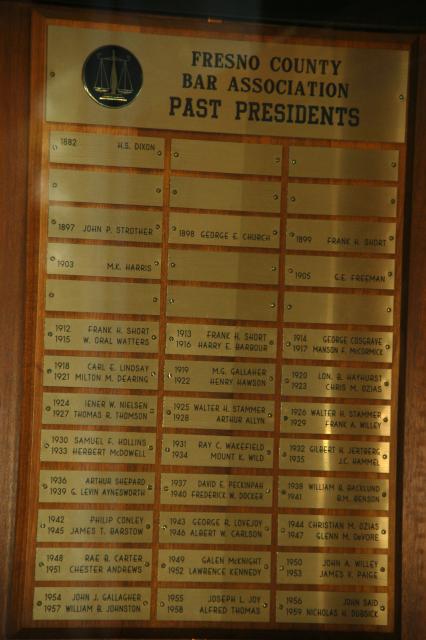 FRESNO COUNTY
BAR ASSOCIATION
PAST PRESIDENTS
1882 H.S. DIXON
1897 JOHN P. STROTHER
1898 GEORGE E. CHURCH
1899 FRANK H. SHORT
1903 M.K. HARRIS
1905 G.E. FREEMAN
1912 FRANK H. SHORT
1915 W. ORAL WATTERS
1913 FRANK H. SHORT
1916 HARRY E. BARBOUR
1914 GEORGE COSGRAVE
1917 MANSON F. McCORMICK
1918 CARL E. LINDSAY
1921 MILTON M. DEARING
1919 M.G. GALLAHER
1922 HENRY HAWSON
1920 LON. B. HAYHURST
1923 CHRIS M. OZIAS
1924 IENER W. NIELSEN
1927 THOMAS R. THOMSON
1925 WALTER H. STAMMER
1928 ARTHUR ALLYN
1926 WALTER H. STAMMER
1929 FRANK A. WILLEY
1930 SAMUEL F. HOLLINS
1933 HERBERT McDOWELL
1931 RAY C. WAKEFIELD
1934 MOUNT K. WILD
1932 GILBERT H. JERTBERG
1935 J.C. HAMMEL
1936 ARTHUR SHEPARD
1939 G. LEVIN AYNESWORTH
1937 DAVID E. PECKINPAH
1940 FREDERICK W. DOCKER
1938 WILLIAM B. BACKLUND
1941 B.M. BENSON
1942 PHILIP CONLEY
1945 JAMES T. BARSTOW
1943 GEORGE R. LOVEJOY
1946 ALBERT W. CARLSON
1944 CHRISTIAN M. OZIAS
1947 GLENN M. DeVORE
1948 RAE B. CARTER
1951 CHESTER ANDREWS
1949 GALEN McKNIGHT
1952 LAWRENCE KENNEDY
1950 JOHN A. WILLEY
1953 JAMES K. PAIGE
1954 JOHN J. GALLAGHER
1957 WILLIAM B. JOHNSTON
1955 JOSEPH L. JOY
1958 ALFRED THOMAS
1956 JOHN SAID
1959 NICHOLAS H. DUBSICK